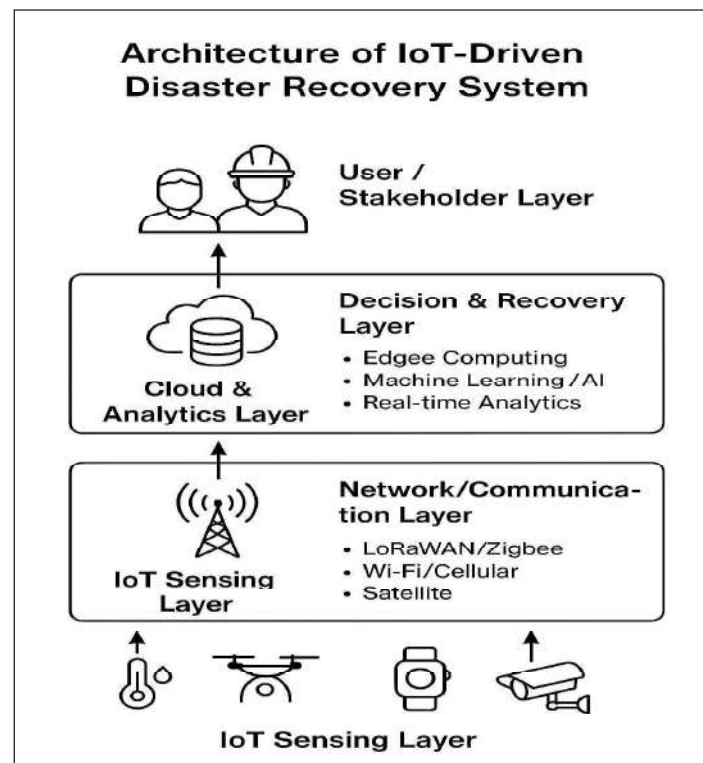 Architecture of IoT-Driven
Disaster Recovery System
User /
Stakeholder Layer
Cloud &
Analytics Layer
Decision & Recovery
Layer
• Edgee Computing
• Machine Learning / AI
• Real-time Analytics
IoT Sensing
Layer
Network/Communica-
tion Layer
• LoRaWAN/Zigbee
• Wi-Fi/Cellular
• Satellite
IoT Sensing Layer